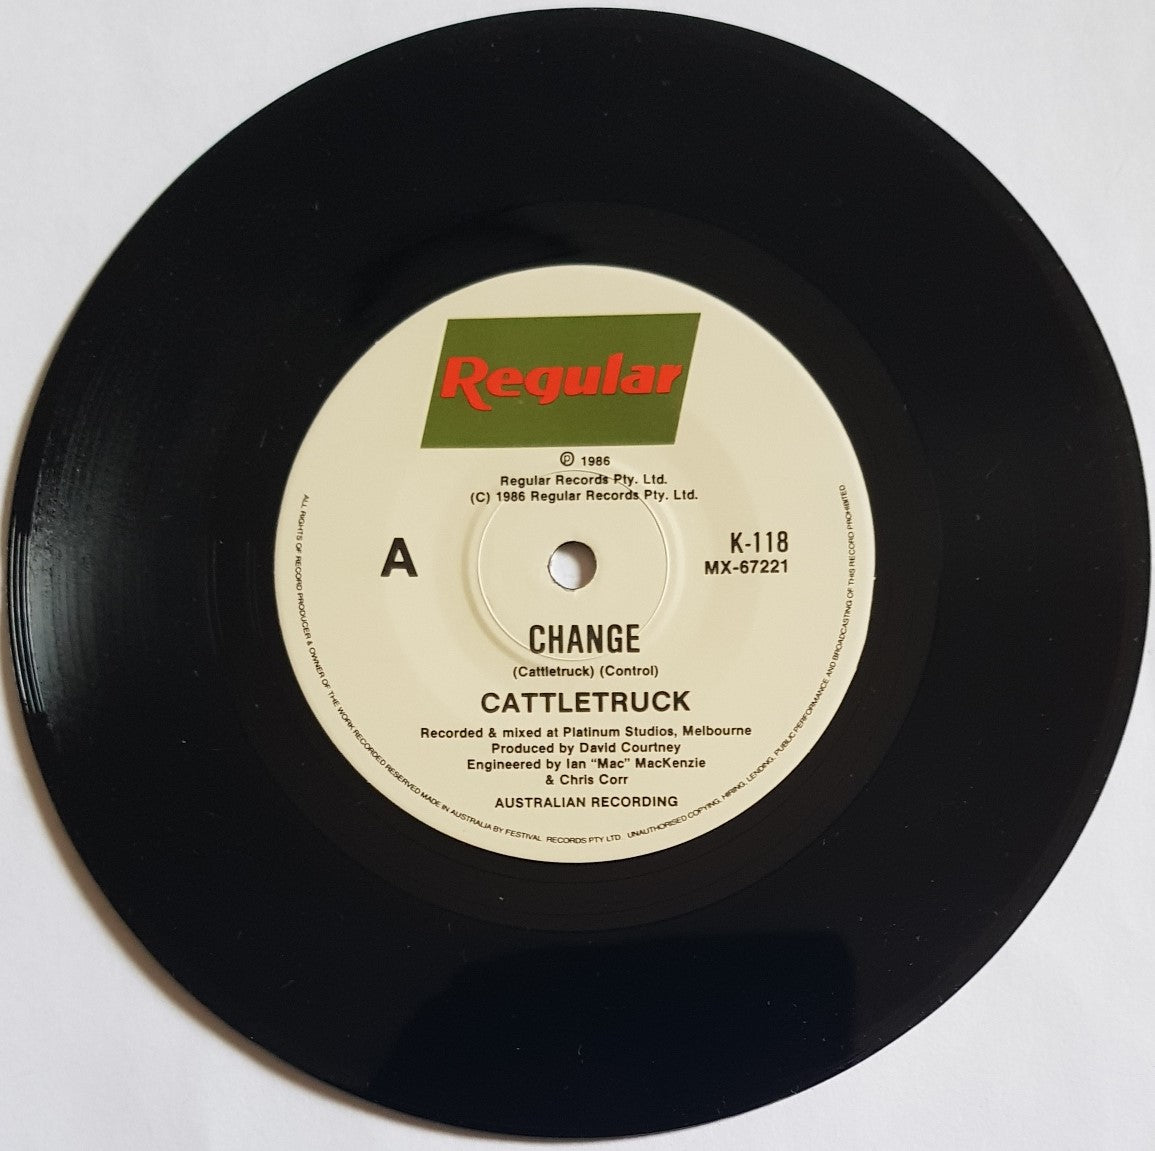 Regular
℗ 1986
Regular Records Pty. Ltd.
(C) 1986 Regular Records Pty. Ltd.
A
K-118
MX-67221
CHANGE
(Cattletruck) (Control)
CATTLETRUCK
Recorded & mixed at Platinum Studios, Melbourne
Produced by David Courtney
Engineered by Ian “Mac” MacKenzie
& Chris Corr
AUSTRALIAN RECORDING
ALL RIGHTS OF RECORD PRODUCER & OWNER OF THE WORK RECORDED RESERVED MADE IN AUSTRALIA BY FESTIVAL RECORDS PTY LTD. UNAUTHORISED COPYING, HIRING, LENDING, PUBLIC PERFORMANCE AND BROADCASTING OF THIS RECORD PROHIBITED